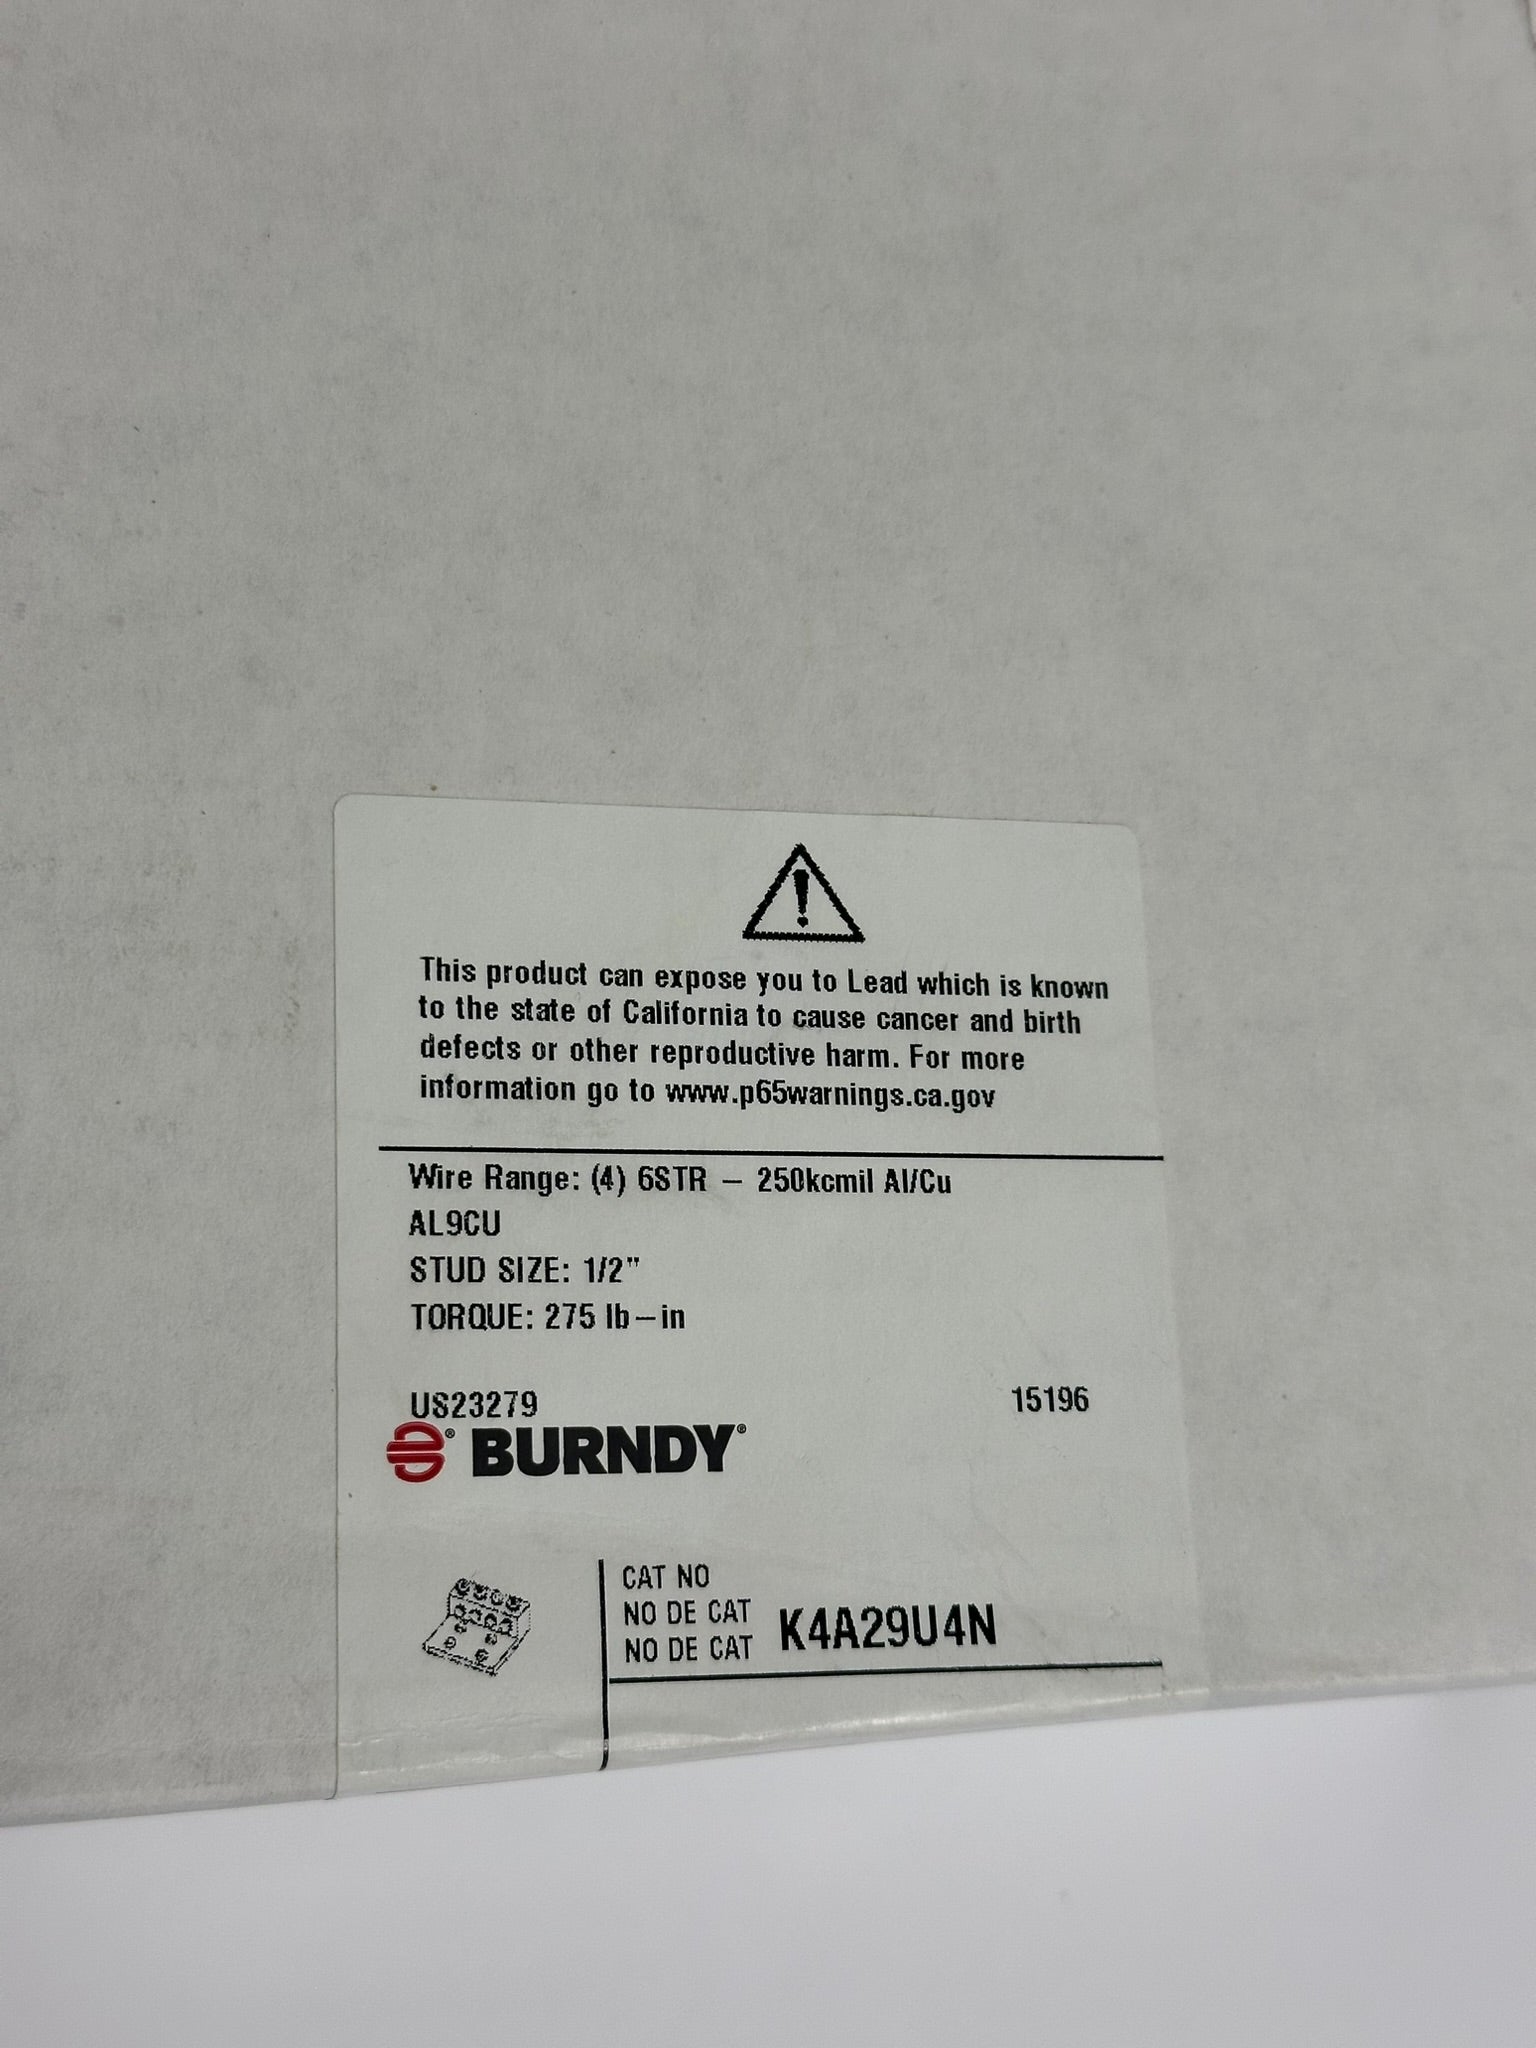 This product can expose you to Lead which is known
to the state of California to cause cancer and birth
defects or other reproductive harm. For more
information go to www.p65warnings.ca.gov
Wire Range: (4) 6STR – 250kcmil Al/Cu
AL9CU
STUD SIZE: 1/2"
TORQUE: 275 lb–in
US23279 15196
® BURNDY®
CAT NO
NO DE CAT K4A29U4N
NO DE CAT